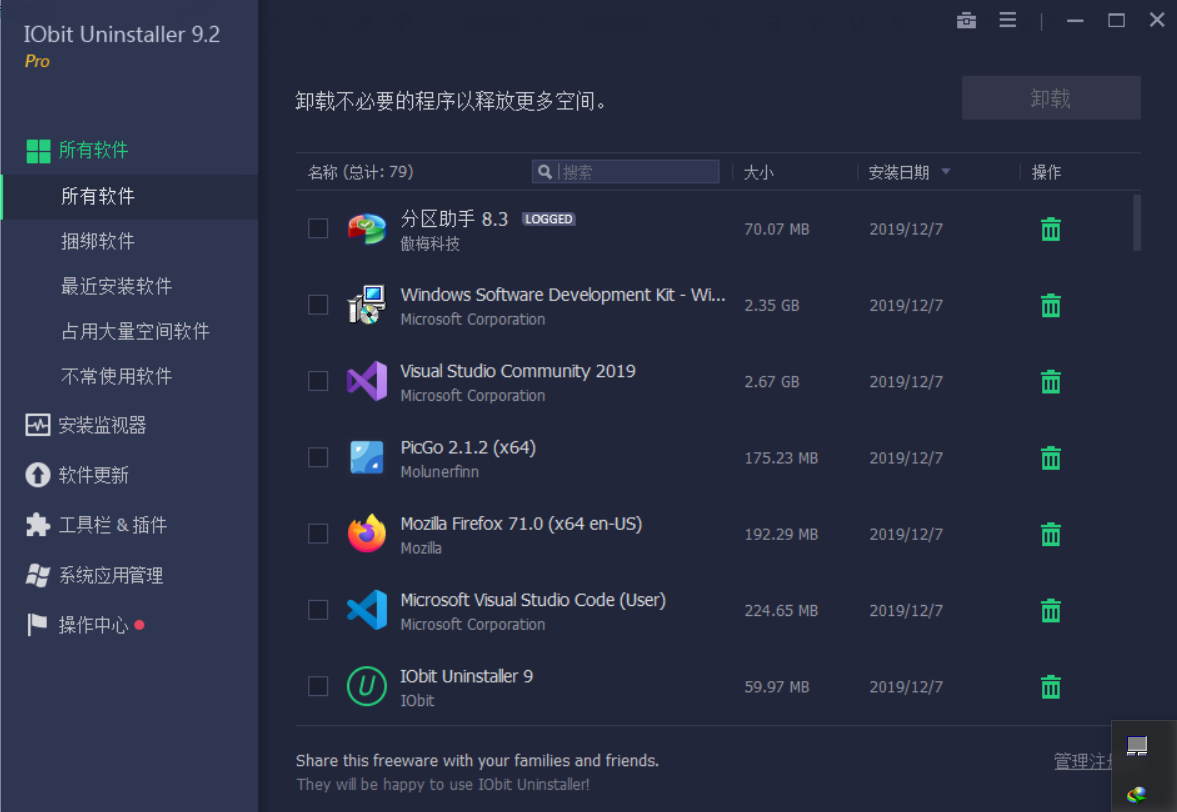 IObit Uninstaller 9.2
Pro
所有软件
所有软件
捆绑软件
最近安装软件
占用大量空间软件
不常使用软件
安装监视器
软件更新
工具栏 & 插件
系统应用管理
操作中心
卸载不必要的程序以释放更多空间。
卸载
名称 (总计: 79) 搜索 大小 安装日期 操作
分区助手 8.3 LOGGED
傲梅科技
70.07 MB 2019/12/7
Windows Software Development Kit - Wi...
Microsoft Corporation
2.35 GB 2019/12/7
Visual Studio Community 2019
Microsoft Corporation
2.67 GB 2019/12/7
PicGo 2.1.2 (x64)
Molunerfinn
175.23 MB 2019/12/7
Mozilla Firefox 71.0 (x64 en-US)
Mozilla
192.29 MB 2019/12/7
Microsoft Visual Studio Code (User)
Microsoft Corporation
224.65 MB 2019/12/7
IObit Uninstaller 9
IObit
59.97 MB 2019/12/7
Share this freeware with your families and friends.
They will be happy to use IObit Uninstaller!
管理注